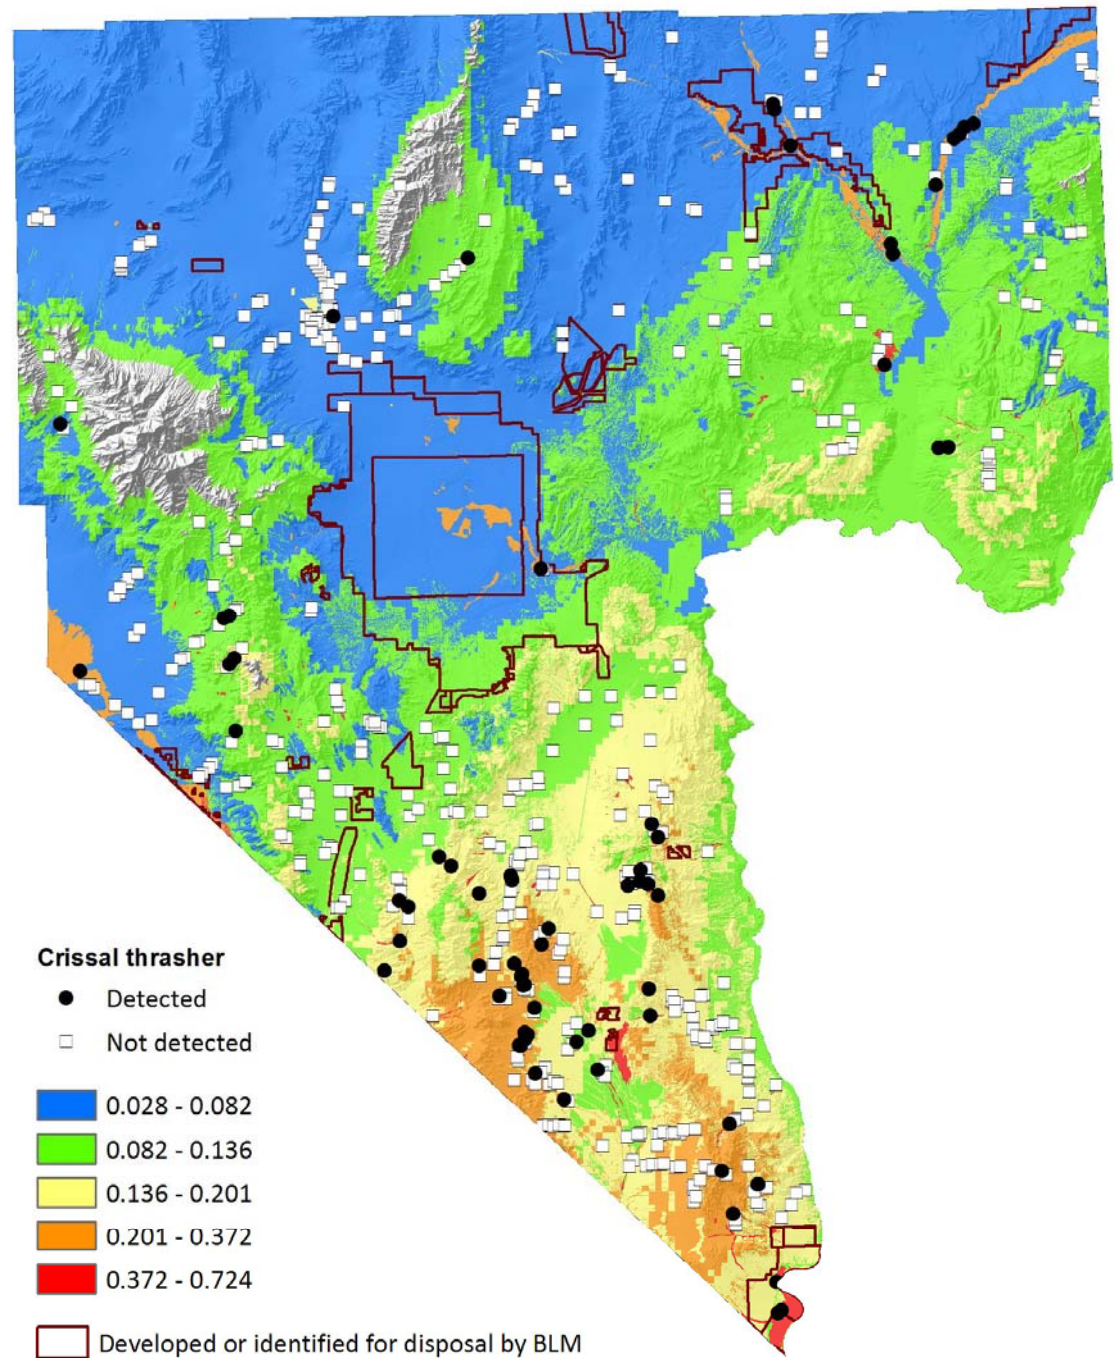 Crissal thrasher
Detected
Not detected
0.028 - 0.082
0.082 - 0.136
0.136 - 0.201
0.201 - 0.372
0.372 - 0.724
Developed or identified for disposal by BLM